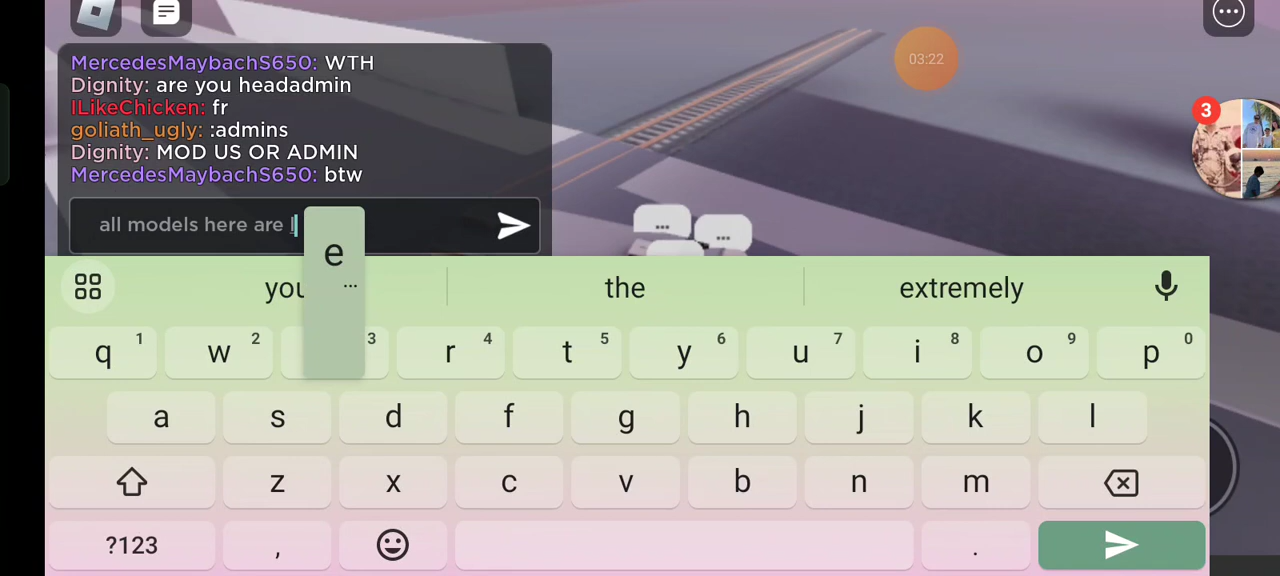 MercedesMaybachS650: WTH
Dignity: are you headadmin
ILikeChicken: fr
goliath_ugly: :admins
Dignity: MOD US OR ADMIN
MercedesMaybachS650: btw
all models here are l
03:22
3
...
... ...
e
...
you the extremely
q 1 w 2 3 r 4 t 5 y 6 u 7 i 8 o 9 p 0
a s d f g h j k l
z x c v b n m
?123 , .